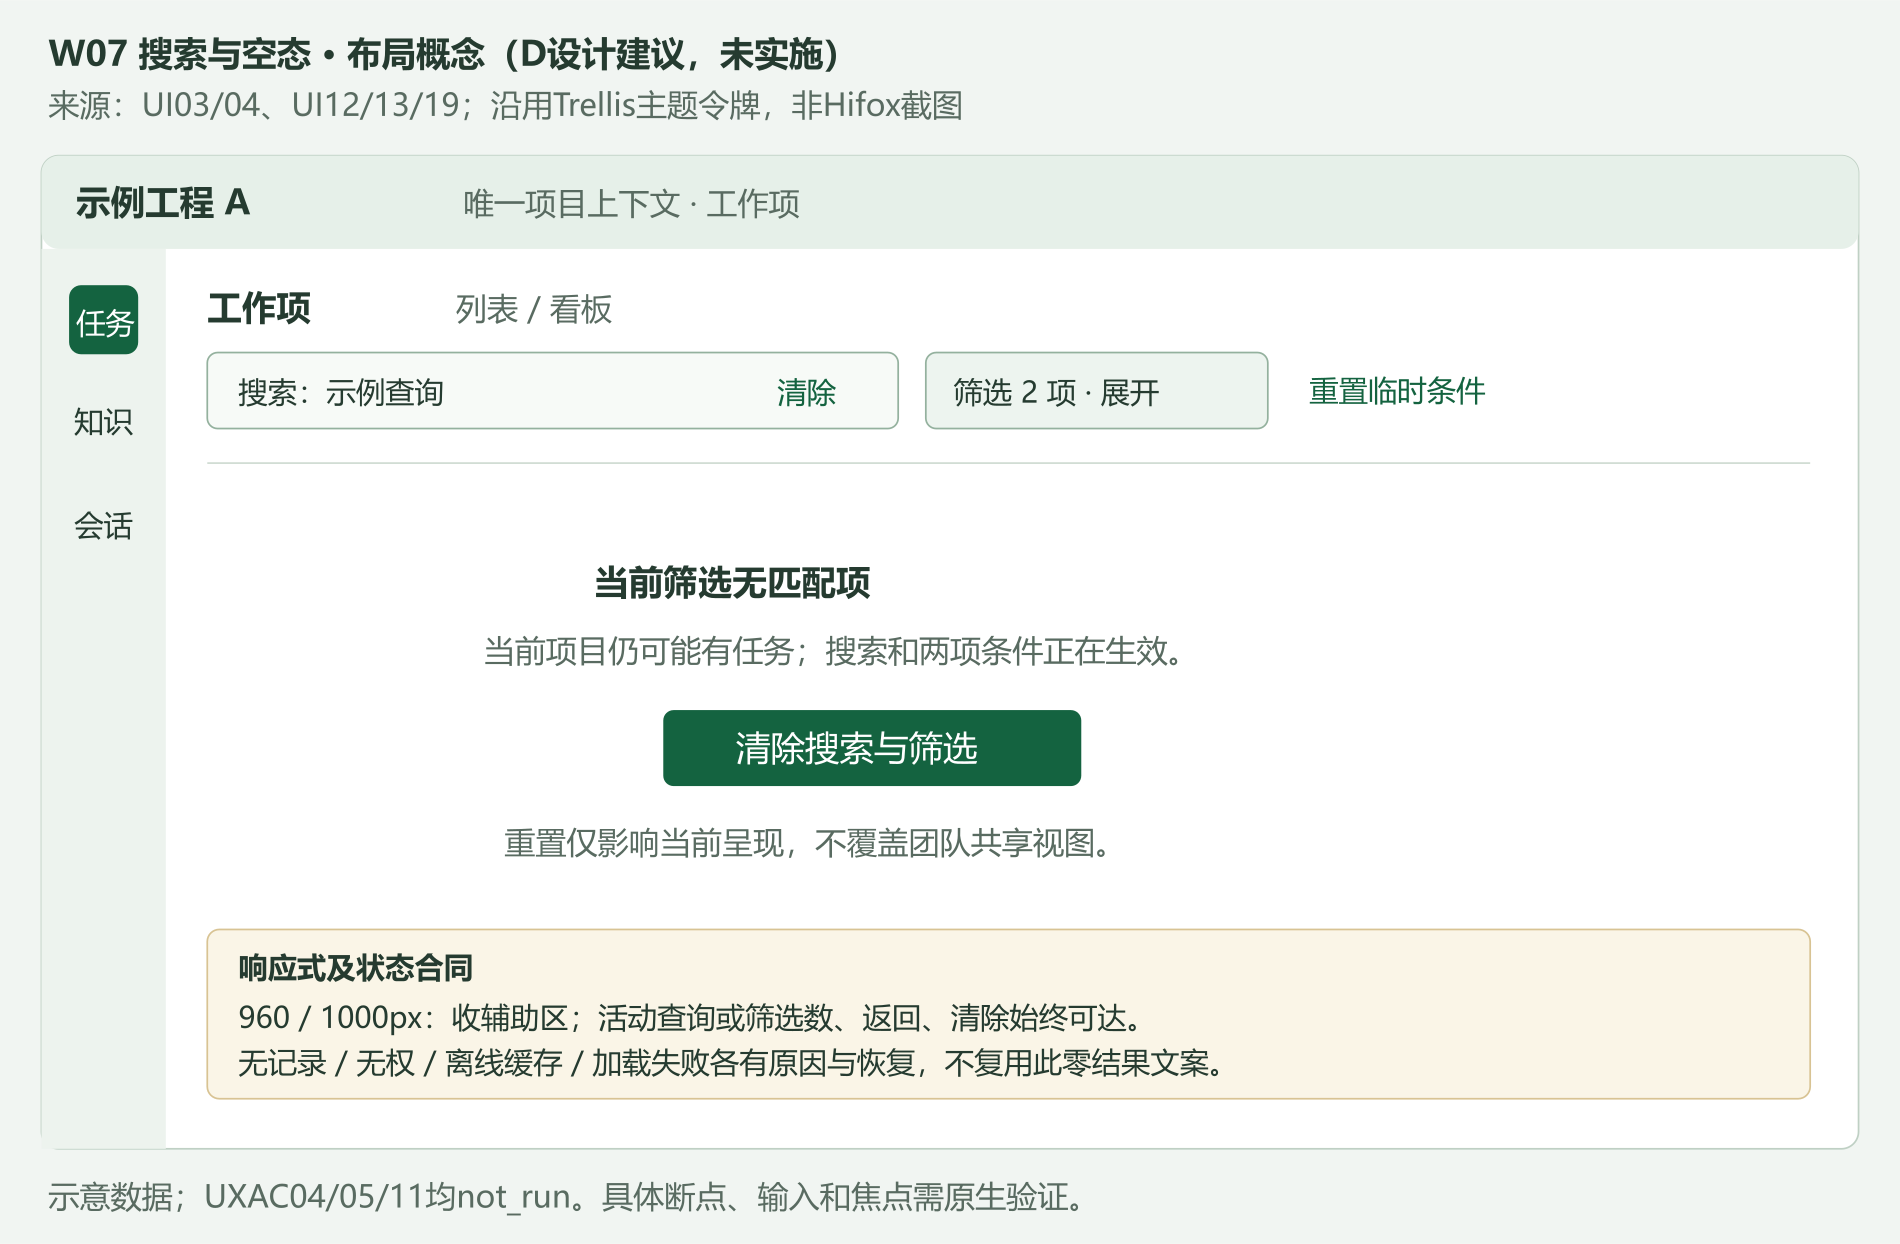 W07 搜索与空态 • 布局概念（D设计建议，未实施）
来源：UI03/04、UI12/13/19；沿用Trellis主题令牌，非Hifox截图
示例工程 A
唯一项目上下文 · 工作项
任务
知识
会话
工作项
列表 / 看板
搜索：示例查询
清除
筛选 2 项 · 展开
重置临时条件
当前筛选无匹配项
当前项目仍可能有任务；搜索和两项条件正在生效。
清除搜索与筛选
重置仅影响当前呈现，不覆盖团队共享视图。
响应式及状态合同
960 / 1000px：收辅助区；活动查询或筛选数、返回、清除始终可达。
无记录 / 无权 / 离线缓存 / 加载失败各有原因与恢复，不复用此零结果文案。
示意数据；UXAC04/05/11均not_run。具体断点、输入和焦点需原生验证。